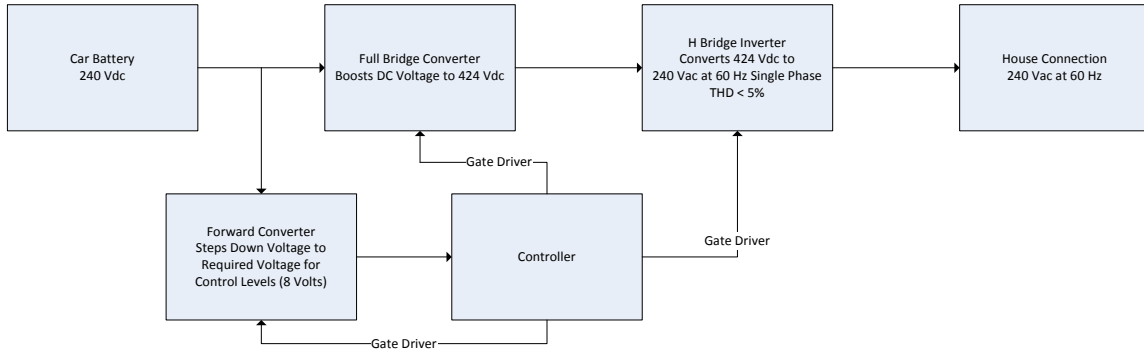 Car Battery
240 Vdc
Full Bridge Converter
Boosts DC Voltage to 424 Vdc
H Bridge Inverter
Converts 424 Vdc to
240 Vac at 60 Hz Single Phase
THD < 5%
House Connection
240 Vac at 60 Hz
Gate Driver
Forward Converter
Steps Down Voltage to
Required Voltage for
Control Levels (8 Volts)
Controller
Gate Driver
Gate Driver